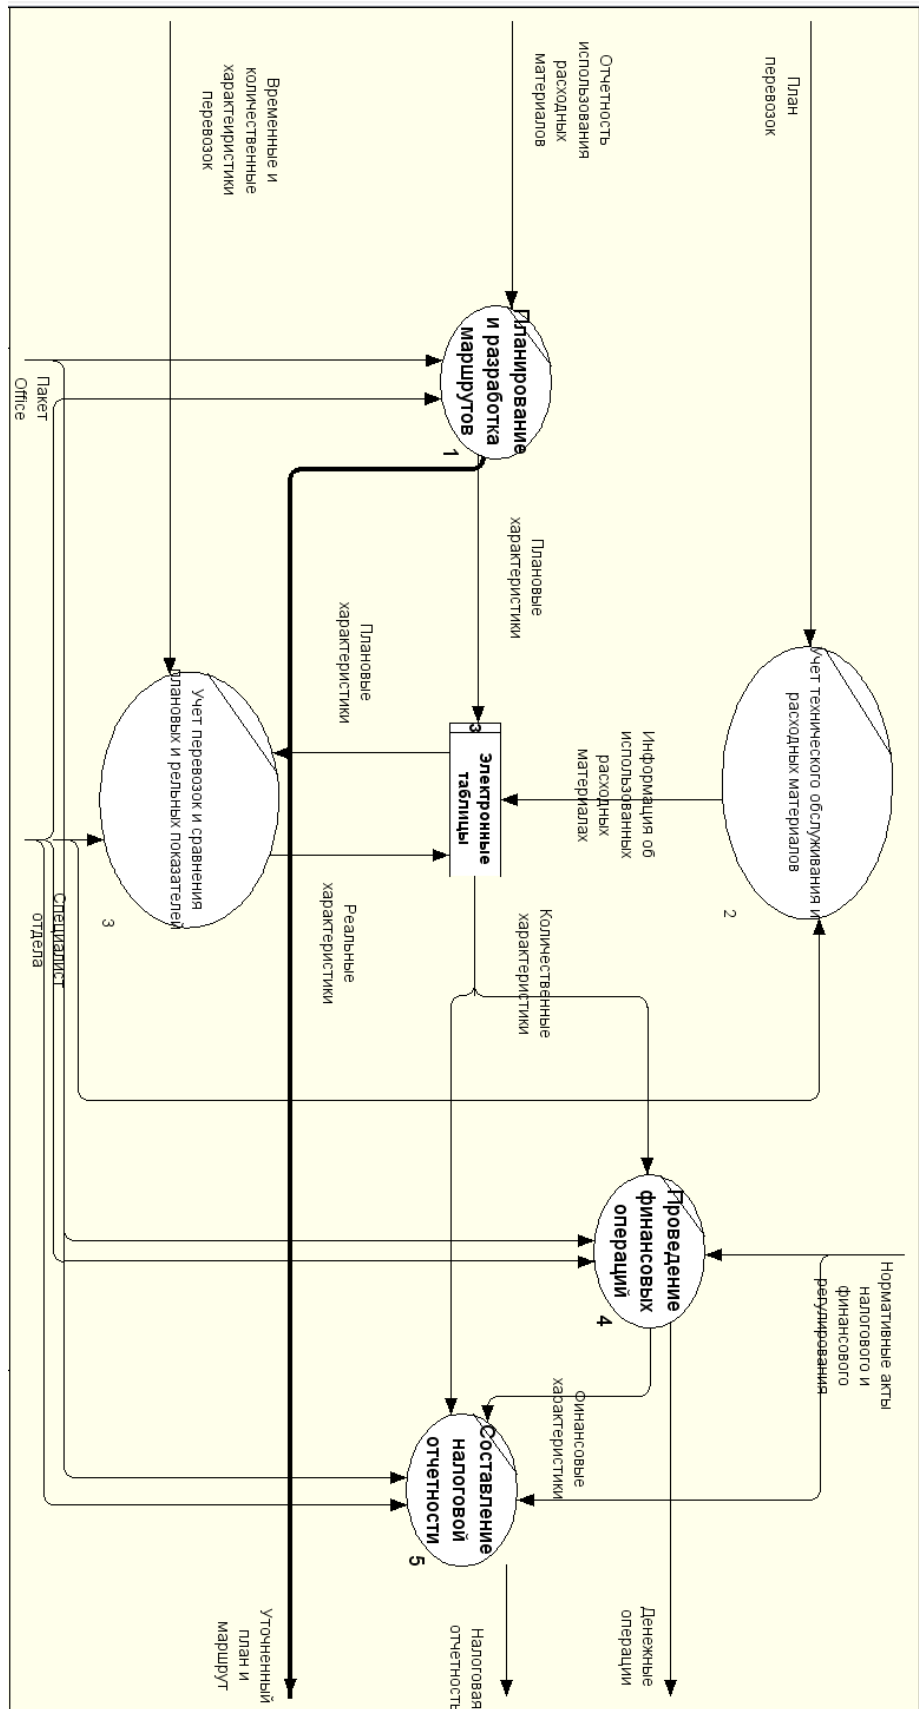 План
перевозок
Отчетность
использования
расходных
материалов
Временные и
количественные
характеиристики
перевозок
Планирование
и разработка
маршрутов
1
Пакет
Office
Плановые
характеристики
Плановые
характеристики
Учет технического обслуживания и
расходных материалов
2
Информация об
использованных
расходных
материалах
3
Электронные
таблицы
Учет перевозок и сравнения
плановых и рельных показателей
3
Реальные
характеристики
Количественные
характеристики
Специалист
отдела
Нормативные акты
налогового и
финансового
регулирования
Проведение
финансовых
операций
4
Финансовые
характеристики
Составление
налоговой
отчетности
5
Денежные
операции
Налоговая
отчетность
Уточненный
план и
маршрут